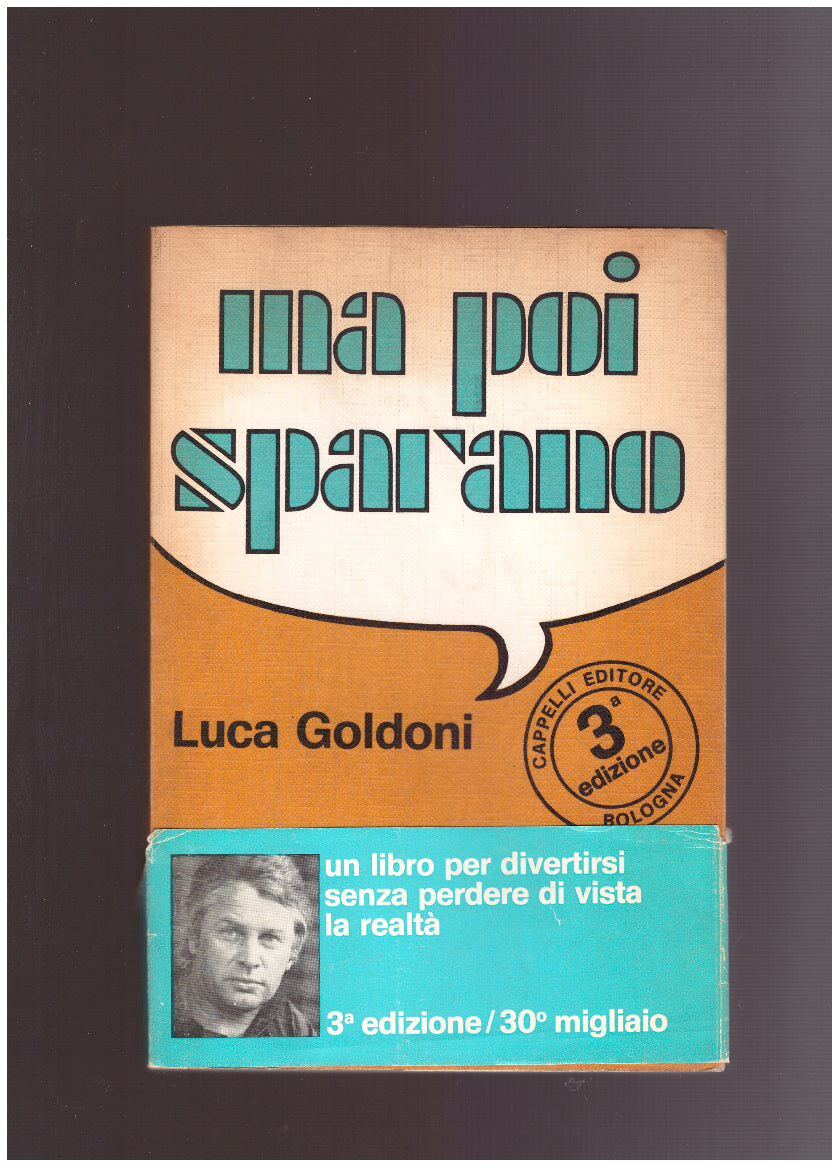 ma poi
sparano
Luca Goldoni
CAPPELLI EDITORE
3ª
edizione
BOLOGNA
un libro per divertirsi
senza perdere di vista
la realtà
3ª edizione/30º migliaio